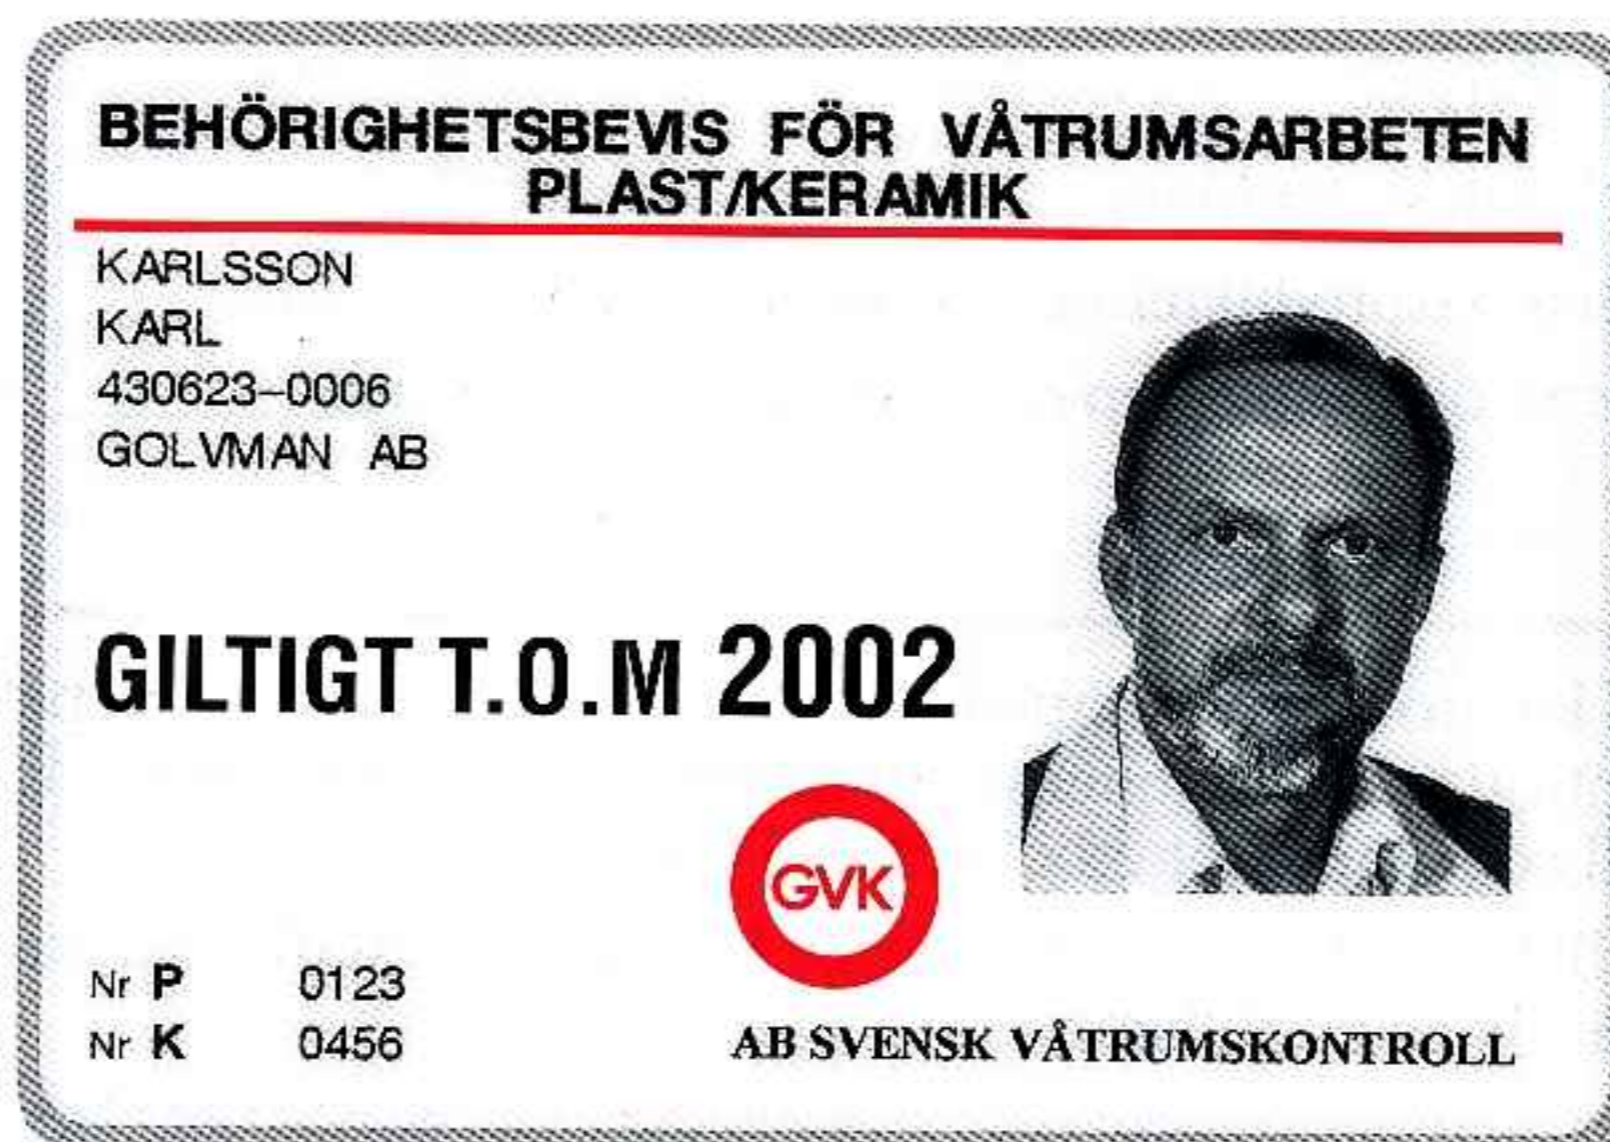 BEHÖRIGHETSBEVIS FÖR VÅTRUMSARBETEN
PLAST/KERAMIK
KARLSSON
KARL
430623-0006
GOLVMAN AB
GILTIGT T.O.M 2002
GVK
Nr P 0123
Nr K 0456
AB SVENSK VÅTRUMSKONTROLL